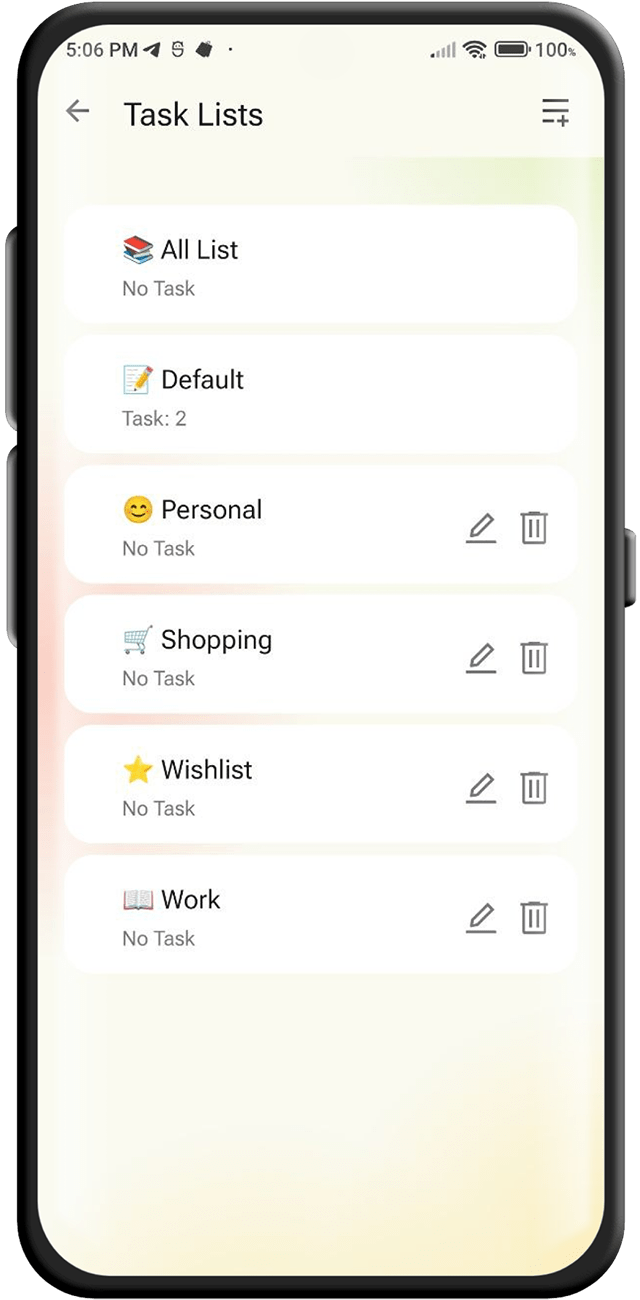 5:06 PM
100%
Task Lists
All List
No Task
Default
Task: 2
Personal
No Task
Shopping
No Task
Wishlist
No Task
Work
No Task